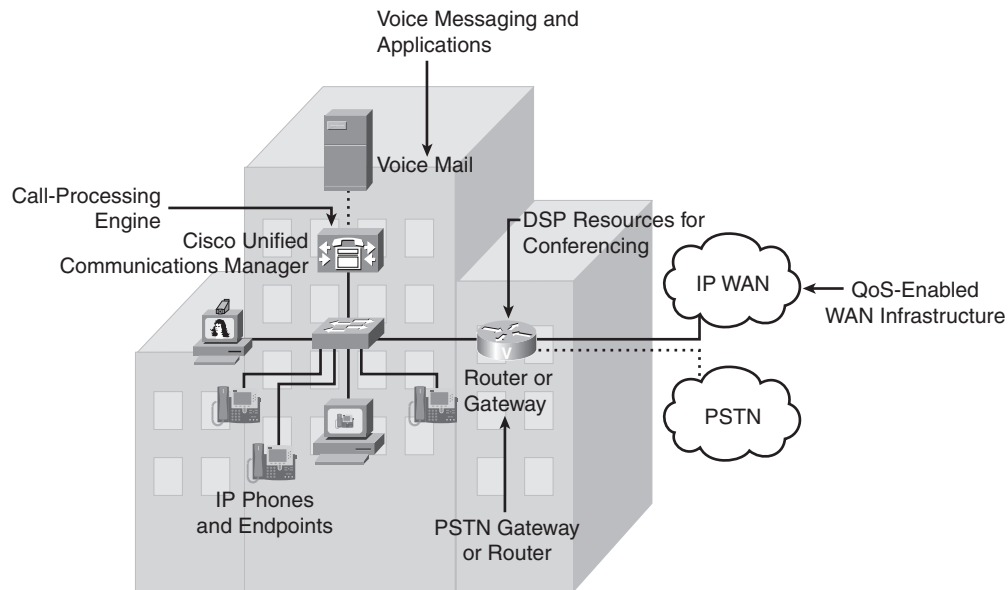 Voice Messaging and
Applications
Voice Mail
Call-Processing
Engine
Cisco Unified
Communications Manager
DSP Resources for
Conferencing
IP WAN
QoS-Enabled
WAN Infrastructure
V
Router or
Gateway
PSTN
IP Phones
and Endpoints
PSTN Gateway
or Router